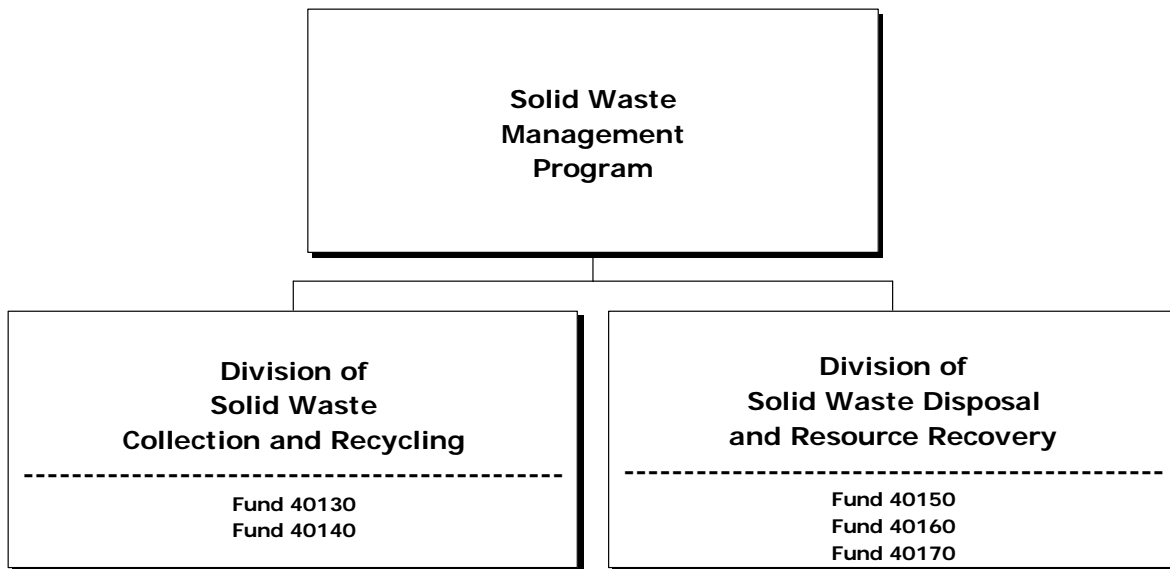 Solid Waste
Management
Program
Division of
Solid Waste
Collection and Recycling
Fund 40130
Fund 40140
Division of
Solid Waste Disposal
and Resource Recovery
Fund 40150
Fund 40160
Fund 40170